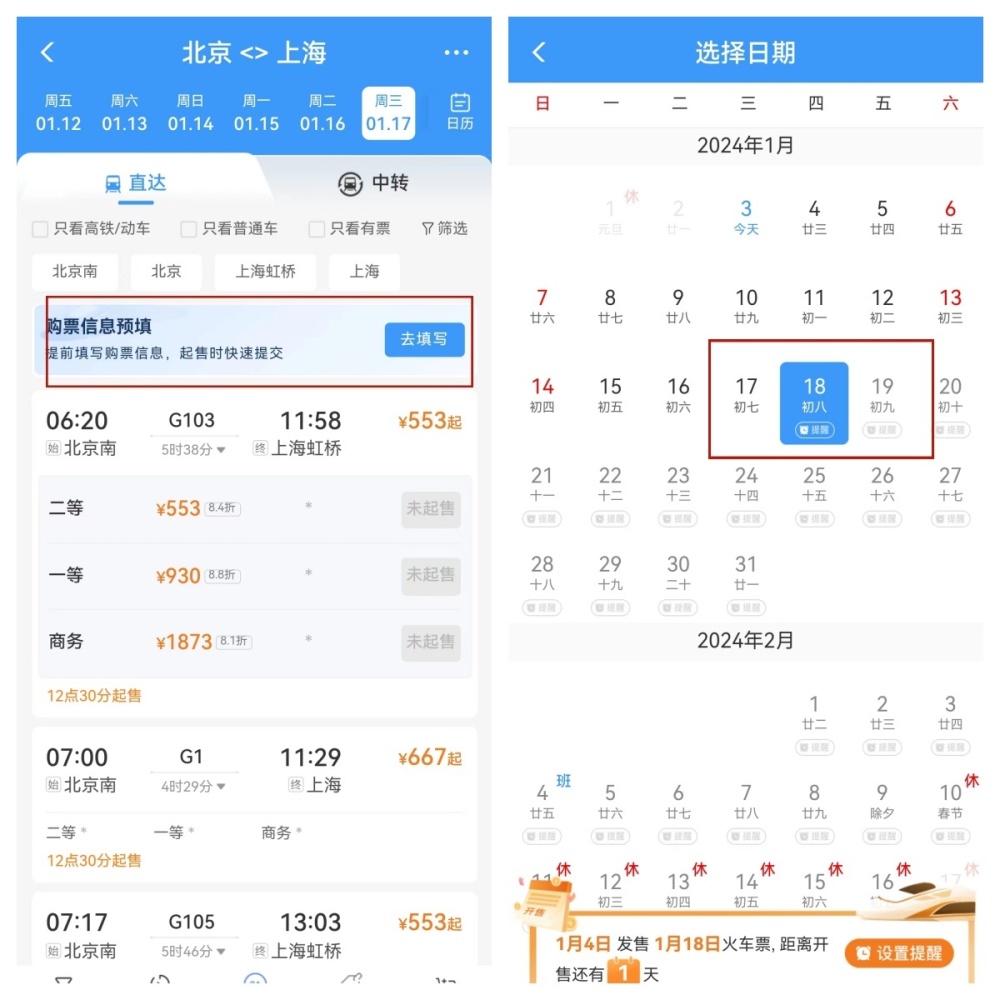 北京 <> 上海
周五 周六 周日 周一 周二 周三
01.12 01.13 01.14 01.15 01.16 01.17 日历
直达 中转
只看高铁/动车 只看普通车 只看有票 筛选
北京南 北京 上海虹桥 上海
购票信息预填
提前填写购票信息，起售时快速提交
去填写
06:20 G103 11:58 ¥553起
始 北京南 5时38分 终 上海虹桥
二等 ¥553 8.4折 * 未起售
一等 ¥930 8.8折 * 未起售
商务 ¥1873 8.1折 * 未起售
12点30分起售
07:00 G1 11:29 ¥667起
始 北京南 4时29分 终 上海
二等 * 一等 * 商务 *
12点30分起售
07:17 G105 13:03 ¥553起
始 北京南 5时46分 终 上海虹桥
选择日期
日 一 二 三 四 五 六
2024年1月
休
1 2 3 4 5 6
元旦 廿一 今天 廿三 廿四 廿五
7 8 9 10 11 12 13
廿六 廿七 廿八 廿九 初一 初二 初三
14 15 16 17 18 19 20
初四 初五 初六 初七 初八 初九 初十
提醒 提醒 提醒
21 22 23 24 25 26 27
十一 十二 十三 十四 十五 十六 十七
提醒 提醒 提醒 提醒 提醒 提醒 提醒
28 29 30 31
十八 十九 二十 廿一
提醒 提醒 提醒 提醒
2024年2月
1 2 3
廿二 廿三 廿四
提醒 提醒 提醒
班 休
4 5 6 7 8 9 10
廿五 廿六 廿七 廿八 廿九 除夕 春节
提醒 提醒 提醒 提醒 提醒 提醒 提醒
休 休 休 休 休 休 休
11 12 13 14 15 16 17
初三 初四 初五 初六
开售
1月4日 发售 1月18日火车票, 距离开
售还有 1 天
设置提醒